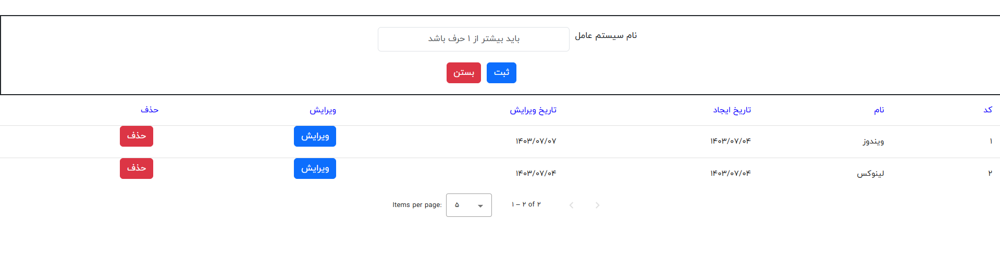 نام سیستم عامل باید بیشتر از ۱ حرف باشد
ثبت بستن
کد نام تاریخ ایجاد تاریخ ویرایش ویرایش حذف
۱ ویندوز ۱۴۰۳/۰۷/۰۴ ۱۴۰۳/۰۷/۰۷ ویرایش حذف
۲ لینوکس ۱۴۰۳/۰۷/۰۴ ۱۴۰۳/۰۷/۰۴ ویرایش حذف
Items per page: ۵ ۱ – ۲ of ۲